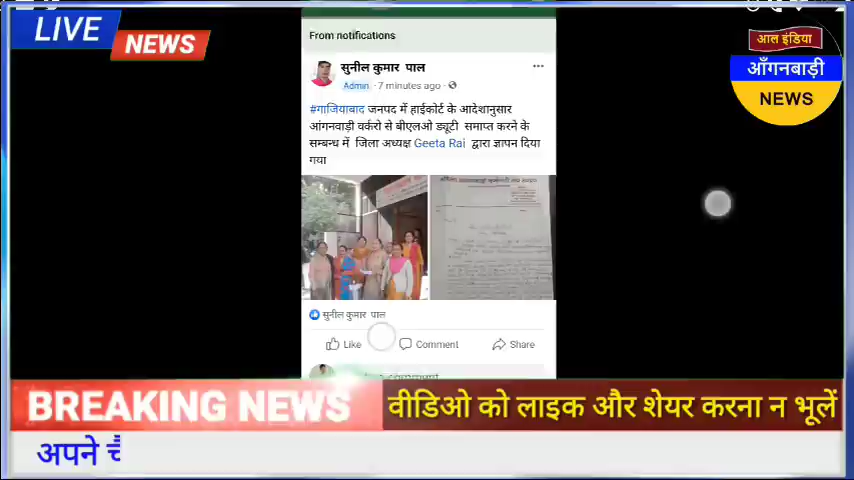 LIVE
NEWS
आल इंडिया
आँगनबाड़ी
NEWS
From notifications
सुनील कुमार पाल
Admin · 7 minutes ago ·
#गाजियाबाद जनपद में हाईकोर्ट के आदेशानुसार
आंगनवाड़ी वर्करो से बीएलओ ड्यूटी समाप्त करने के
सम्बन्ध में जिला अध्यक्ष Geeta Rai द्वारा ज्ञापन दिया
गया
सुनील कुमार पाल
Like Comment Share
BREAKING NEWS
वीडिओ को लाइक और शेयर करना न भूलें
अपने